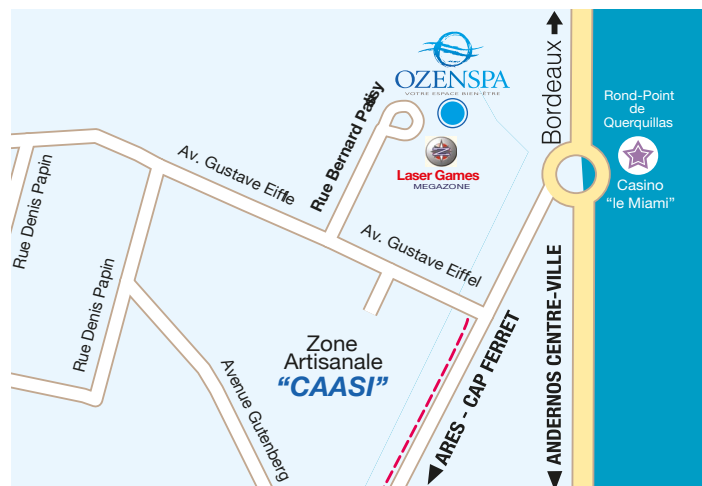 OZENSPA
VOTRE ESPACE BIEN-ÊTRE
Bordeaux
Rond-Point
de
Querquillas
Casino
“le Miami”
Rue Bernard Palissy
Laser Games
MEGAZONE
Av. Gustave Eiffel
Av. Gustave Eiffel
Rue Denis Papin
Rue Denis Papin
Zone
Artisanale
“CAASI”
Avenue Gutenberg
ARES - CAP FERRET
ANDERNOS CENTRE-VILLE